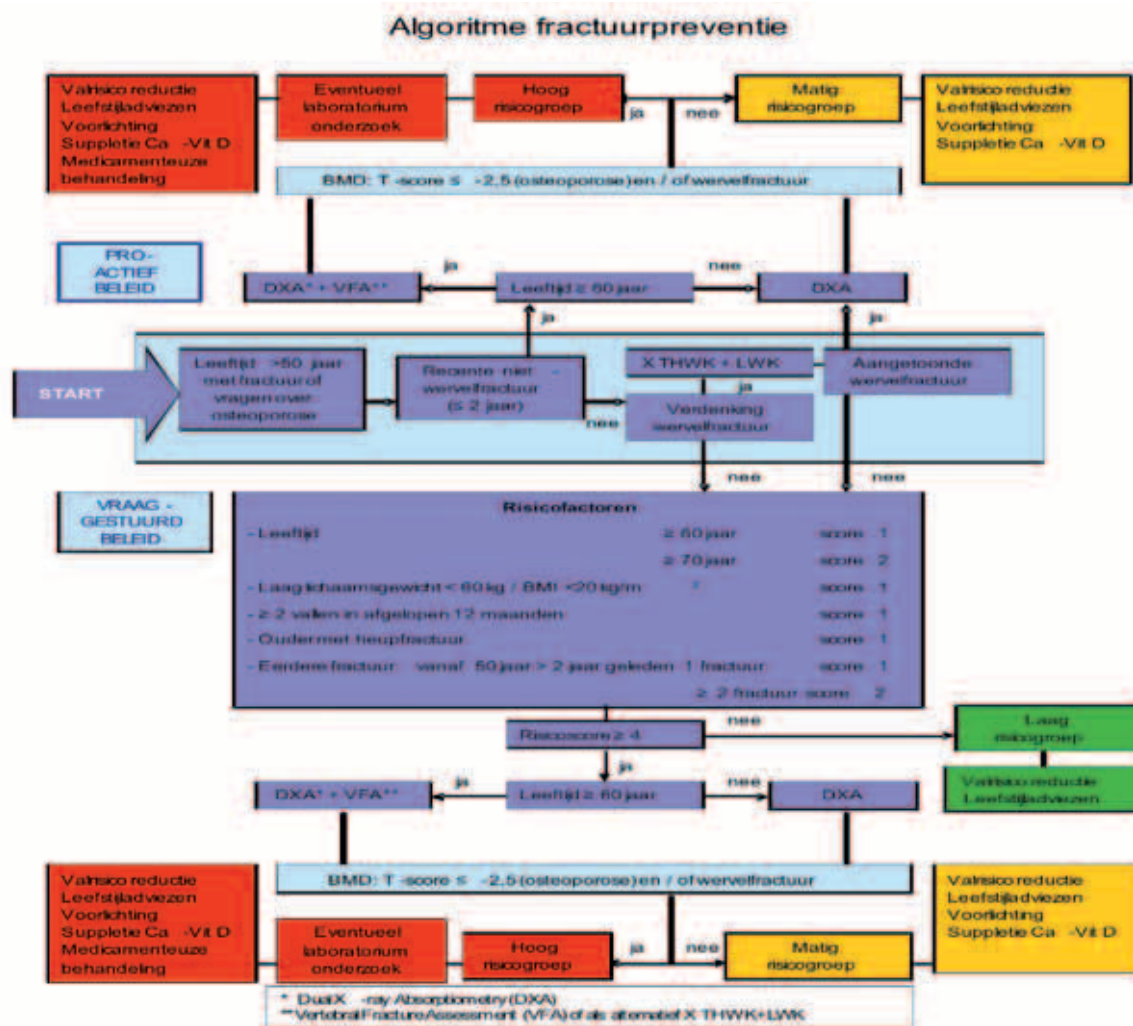 Algoritme fractuurpreventie
Valrisico reductie
Leefstijladviezen
Voorlichting
Suppletie Ca -Vit D
Medicamenteuze
behandeling
Eventueel
laboratorium
onderzoek
Hoog
risicogroep
ja
nee
Matig
risicogroep
Valrisico reductie
Leefstijladviezen
Voorlichting
Suppletie Ca -Vit D
BMD: T -score ≤ -2,5 (osteoporose) en / of wervelfractuur
PRO-
ACTIEF
BELEID
DXA* + VFA**
ja
Leeftijd ≥ 60 jaar
nee
DXA
ja
ja
START
Leeftijd >50 jaar
met fractuur of
vragen over
osteoporose
Recente niet -
wervelfractuur
(≤ 2 jaar)
nee
X THWK + LWK
ja
Verdenking
wervelfractuur
Aangetoonde
wervelfractuur
nee
nee
VRAAG -
GESTUURD
BELEID
Risicofactoren
- Leeftijd ≥ 60 jaar score 1
≥ 70 jaar score 2
- Laag lichaamsgewicht < 60 kg / BMI <20 kg/m ² score 1
- ≥ 2 vallen in afgelopen 12 maanden score 1
- Ouder met heupfractuur score 1
- Eerdere fractuur vanaf 50 jaar > 2 jaar geleden 1 fractuur score 1
≥ 2 fractuur score 2
Risicoscore ≥ 4
nee
Laag
risicogroep
ja
Valrisico reductie
Leefstijladviezen
DXA* + VFA**
ja
Leeftijd ≥ 60 jaar
nee
DXA
BMD: T -score ≤ -2,5 (osteoporose) en / of wervelfractuur
Valrisico reductie
Leefstijladviezen
Voorlichting
Suppletie Ca -Vit D
Medicamenteuze
behandeling
Eventueel
laboratorium
onderzoek
Hoog
risicogroep
ja
nee
Matig
risicogroep
Valrisico reductie
Leefstijladviezen
Voorlichting
Suppletie Ca -Vit D
* Dual X -ray Absorptiometry (DXA)
**Vertebral Fracture Assessment (VFA) of als alternatief X THWK+LWK